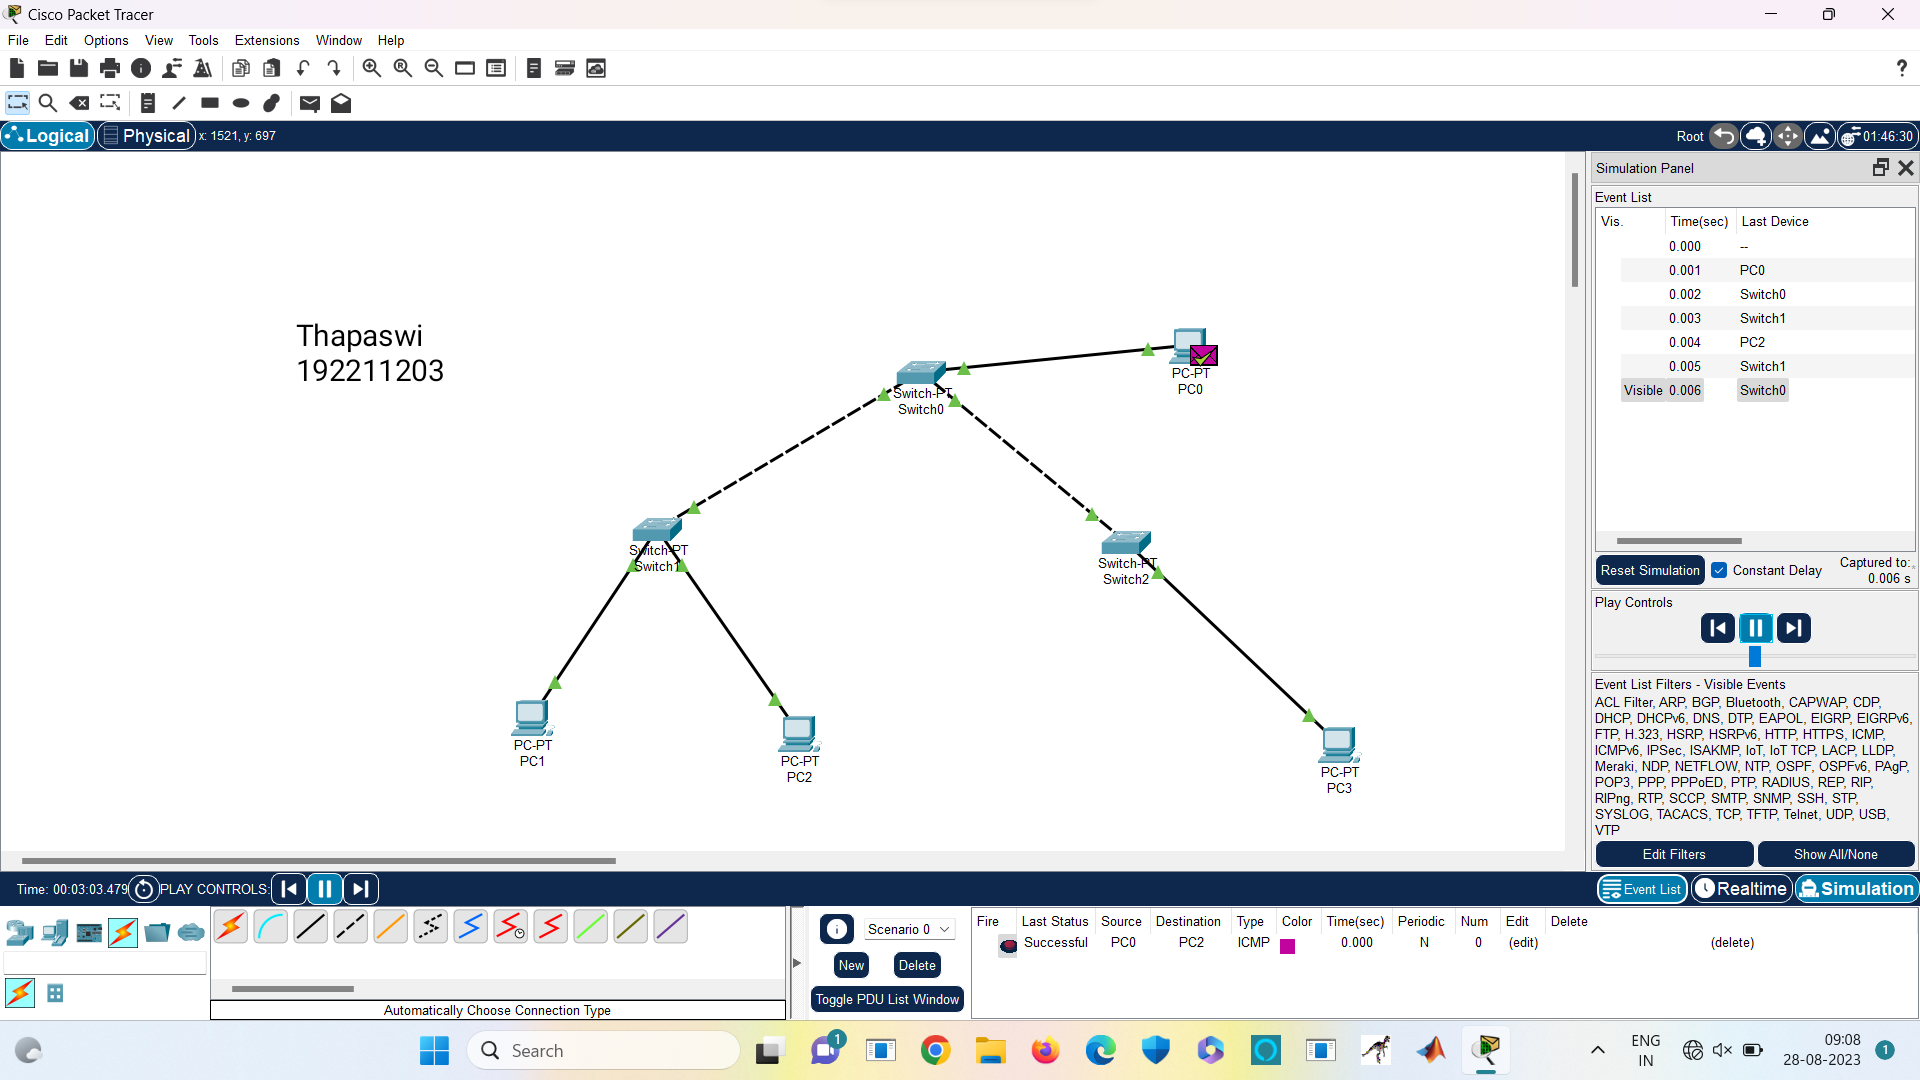 Cisco Packet Tracer
File Edit Options View Tools Extensions Window Help
?
Logical Physical x: 1521, y: 697 Root 01:46:30
Thapaswi
192211203
PC-PT
PC0
Switch-PT
Switch0
Switch-PT
Switch1
Switch-PT
Switch2
PC-PT
PC1
PC-PT
PC2
PC-PT
PC3
Simulation Panel
Event List
Vis. Time(sec) Last Device
0.000 --
0.001 PC0
0.002 Switch0
0.003 Switch1
0.004 PC2
0.005 Switch1
Visible 0.006 Switch0
Reset Simulation Constant Delay Captured to:
0.006 s
Play Controls
Event List Filters - Visible Events
ACL Filter, ARP, BGP, Bluetooth, CAPWAP, CDP,
DHCP, DHCPv6, DNS, DTP, EAPOL, EIGRP, EIGRPv6,
FTP, H.323, HSRP, HSRPv6, HTTP, HTTPS, ICMP,
ICMPv6, IPSec, ISAKMP, IoT, IoT TCP, LACP, LLDP,
Meraki, NDP, NETFLOW, NTP, OSPF, OSPFv6, PAgP,
POP3, PPP, PPPoED, PTP, RADIUS, REP, RIP,
RIPng, RTP, SCCP, SMTP, SNMP, SSH, STP,
SYSLOG, TACACS, TCP, TFTP, Telnet, UDP, USB,
VTP
Edit Filters Show All/None
Time: 00:03:03.479 PLAY CONTROLS: Event List Realtime Simulation
Automatically Choose Connection Type
Scenario 0
New Delete
Toggle PDU List Window
Fire Last Status Source Destination Type Color Time(sec) Periodic Num Edit Delete
Successful PC0 PC2 ICMP 0.000 N 0 (edit) (delete)
Search
1
ENG
IN
09:08
28-08-2023
1